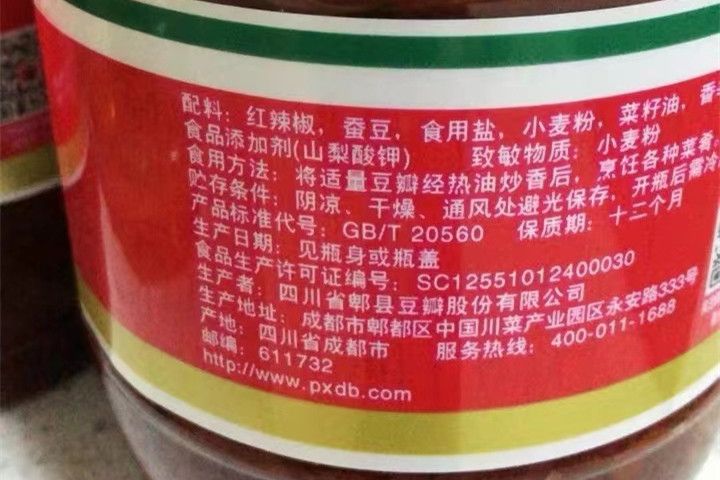 配料：红辣椒，蚕豆，食用盐，小麦粉，菜籽油，香
食品添加剂(山梨酸钾) 致敏物质：小麦粉
食用方法：将适量豆瓣经热油炒香后，烹饪各种菜肴。
贮存条件：阴凉、干燥、通风处避光保存，开瓶后需冷
产品标准代号：GB/T 20560 保质期：十二个月
生产日期：见瓶身或瓶盖
食品生产许可证编号：SC12551012400030
生产者：四川省郫县豆瓣股份有限公司
生产地址：成都市郫都区中国川菜产业园区永安路333号
产地：四川省成都市 服务热线：400-011-1688
邮编：611732
http://www.pxdb.com